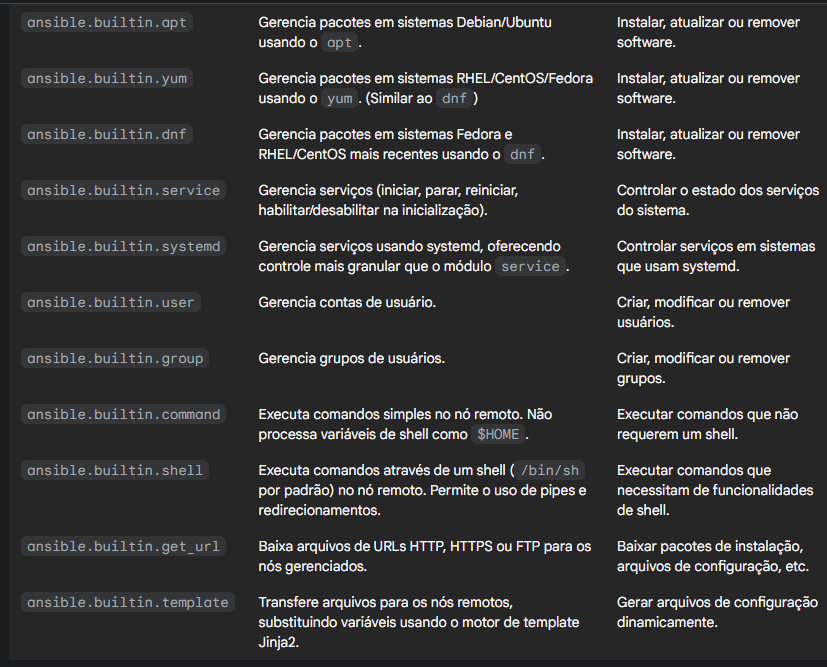 ansible.builtin.apt Gerencia pacotes em sistemas Debian/Ubuntu Instalar, atualizar ou remover
usando o apt. software.
ansible.builtin.yum Gerencia pacotes em sistemas RHEL/CentOS/Fedora Instalar, atualizar ou remover
usando o yum. (Similar ao dnf) software.
ansible.builtin.dnf Gerencia pacotes em sistemas Fedora e Instalar, atualizar ou remover
RHEL/CentOS mais recentes usando o dnf. software.
ansible.builtin.service Gerencia serviços (iniciar, parar, reiniciar, Controlar o estado dos serviços
habilitar/desabilitar na inicialização). do sistema.
ansible.builtin.systemd Gerencia serviços usando systemd, oferecendo Controlar serviços em sistemas
controle mais granular que o módulo service. que usam systemd.
ansible.builtin.user Gerencia contas de usuário. Criar, modificar ou remover
usuários.
ansible.builtin.group Gerencia grupos de usuários. Criar, modificar ou remover
grupos.
ansible.builtin.command Executa comandos simples no nó remoto. Não Executar comandos que não
processa variáveis de shell como $HOME. requerem um shell.
ansible.builtin.shell Executa comandos através de um shell (/bin/sh Executar comandos que
por padrão) no nó remoto. Permite o uso de pipes e necessitam de funcionalidades
redirecionamentos. de shell.
ansible.builtin.get_url Baixa arquivos de URLs HTTP, HTTPS ou FTP para os Baixar pacotes de instalação,
nós gerenciados. arquivos de configuração, etc.
ansible.builtin.template Transfere arquivos para os nós remotos, Gerar arquivos de configuração
substituindo variáveis usando o motor de template dinamicamente.
Jinja2.